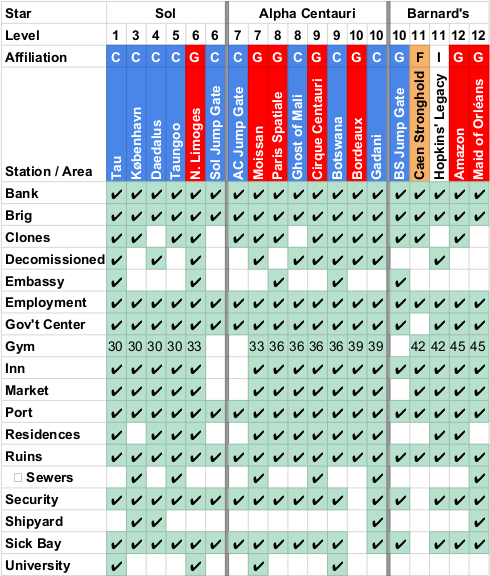 Star Sol Alpha Centauri Barnard's
Level 1 3 4 5 6 6 7 7 8 8 9 9 10 10 10 11 11 12 12
Affiliation C C C C G C C G G C G C G C C F I G G
Station / Area Tau København Daedalus Taungoo N. Limoges Sol Jump Gate AC Jump Gate Moissan Paris Spatiale Ghost of Mali Cirque Centauri Botswana Bordeaux Gadani BS Jump Gate Caen Stronghold Hopkins' Legacy Amazon Maid of Orléans
Bank ✔ ✔ ✔ ✔ ✔ ✔ ✔ ✔ ✔ ✔ ✔ ✔ ✔ ✔ ✔ ✔ ✔ ✔ ✔
Brig ✔ ✔ ✔ ✔ ✔ ✔ ✔ ✔ ✔ ✔ ✔ ✔ ✔ ✔ ✔ ✔ ✔ ✔ ✔
Clones ✔ ✔ ✔ ✔ ✔ ✔ ✔ ✔ ✔ ✔ ✔ ✔ ✔ ✔
Decomissioned ✔ ✔ ✔ ✔ ✔ ✔ ✔ ✔ ✔ ✔
Embassy ✔ ✔ ✔ ✔ ✔
Employment ✔ ✔ ✔ ✔ ✔ ✔ ✔ ✔ ✔ ✔ ✔ ✔ ✔ ✔ ✔ ✔ ✔ ✔ ✔
Gov't Center ✔ ✔ ✔ ✔ ✔ ✔ ✔ ✔ ✔ ✔ ✔ ✔ ✔ ✔ ✔ ✔ ✔ ✔
Gym 30 30 30 30 33 33 36 36 36 36 39 39 42 42 45 45
Inn ✔ ✔ ✔ ✔ ✔ ✔ ✔ ✔ ✔ ✔ ✔ ✔ ✔ ✔ ✔ ✔ ✔
Market ✔ ✔ ✔ ✔ ✔ ✔ ✔ ✔ ✔ ✔ ✔ ✔ ✔ ✔ ✔ ✔
Port ✔ ✔ ✔ ✔ ✔ ✔ ✔ ✔ ✔ ✔ ✔ ✔ ✔ ✔ ✔ ✔ ✔ ✔ ✔
Residences ✔ ✔ ✔ ✔ ✔ ✔ ✔ ✔ ✔ ✔ ✔ ✔ ✔
Ruins ✔ ✔ ✔ ✔ ✔ ✔ ✔ ✔ ✔ ✔ ✔ ✔ ✔ ✔ ✔ ✔ ✔ ✔ ✔
Sewers ✔ ✔ ✔ ✔ ✔ ✔
Security ✔ ✔ ✔ ✔ ✔ ✔ ✔ ✔ ✔ ✔ ✔ ✔ ✔ ✔ ✔ ✔ ✔
Shipyard ✔ ✔ ✔ ✔
Sick Bay ✔ ✔ ✔ ✔ ✔ ✔ ✔ ✔ ✔ ✔ ✔ ✔ ✔ ✔ ✔ ✔ ✔ ✔
University ✔ ✔ ✔ ✔